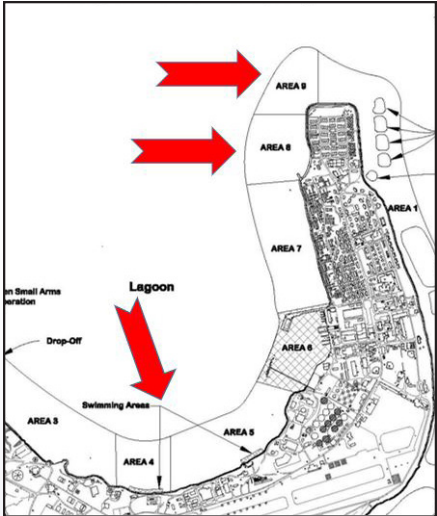 AREA 9
AREA 8
AREA 1
AREA 7
en Small Arms
peration
Lagoon
Drop-Off
AREA 6
Swimming Areas
AREA 3
AREA 5
AREA 4